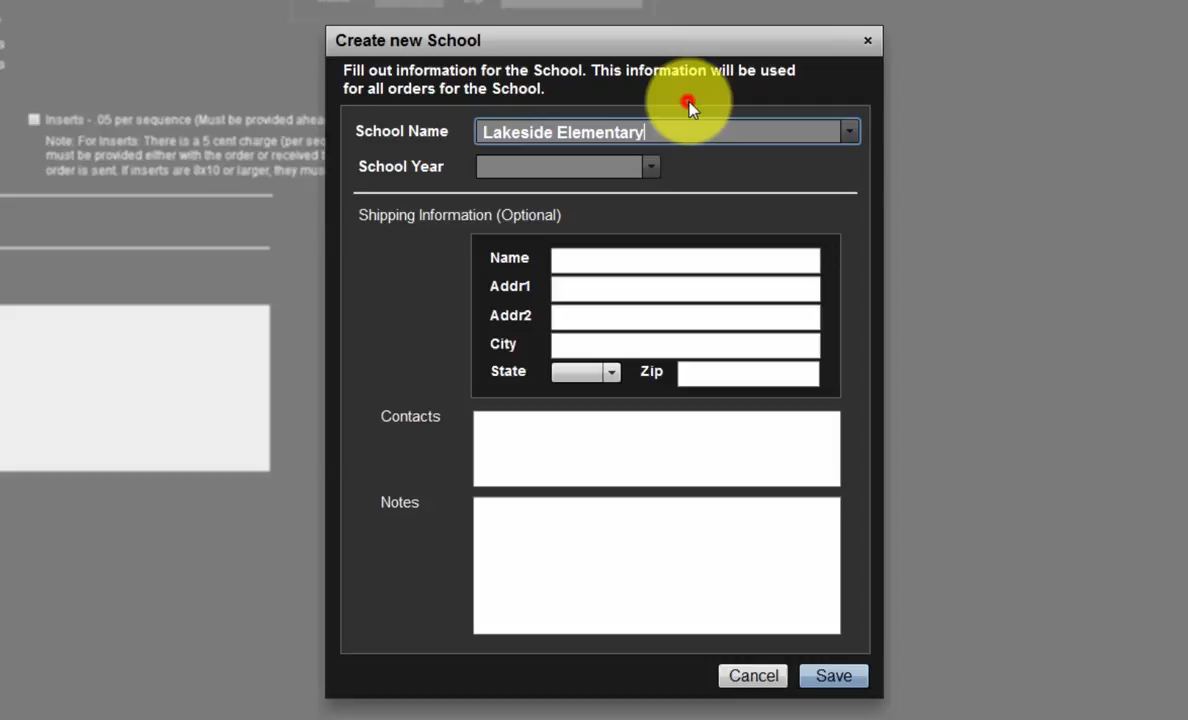 Create new School
×
Fill out information for the School. This information will be used
for all orders for the School.
Inserts - .05 per sequence (Must be provided ahea
Note: For Inserts: There is a 5 cent charge (per seq
must be provided either with the order or received b
order is sent. If inserts are 8x10 or larger, they mus
School Name Lakeside Elementary
School Year
Shipping Information (Optional)
Name
Addr1
Addr2
City
State Zip
Contacts
Notes
Cancel Save